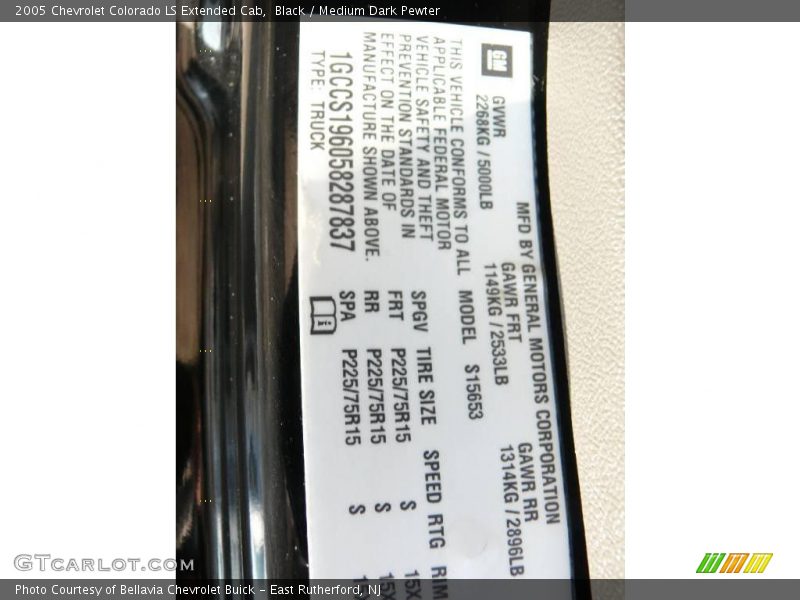 2005 Chevrolet Colorado LS Extended Cab, Black / Medium Dark Pewter
MFD BY GENERAL MOTORS CORPORATION
GM
GVWR GAWR FRT GAWR RR
2268KG / 5000LB 1149KG / 2533LB 1314KG / 2896LB
THIS VEHICLE CONFORMS TO ALL
APPLICABLE FEDERAL MOTOR
VEHICLE SAFETY AND THEFT
PREVENTION STANDARDS IN
EFFECT ON THE DATE OF
MANUFACTURE SHOWN ABOVE.
1GCCS196058287837
TYPE: TRUCK
MODEL S15653
SPGV TIRE SIZE SPEED RTG RIM
FRT P225/75R15 S 15X
RR P225/75R15 S 15X
SPA P225/75R15 S
GTCARLOT.COM
Photo Courtesy of Bellavia Chevrolet Buick - East Rutherford, NJ